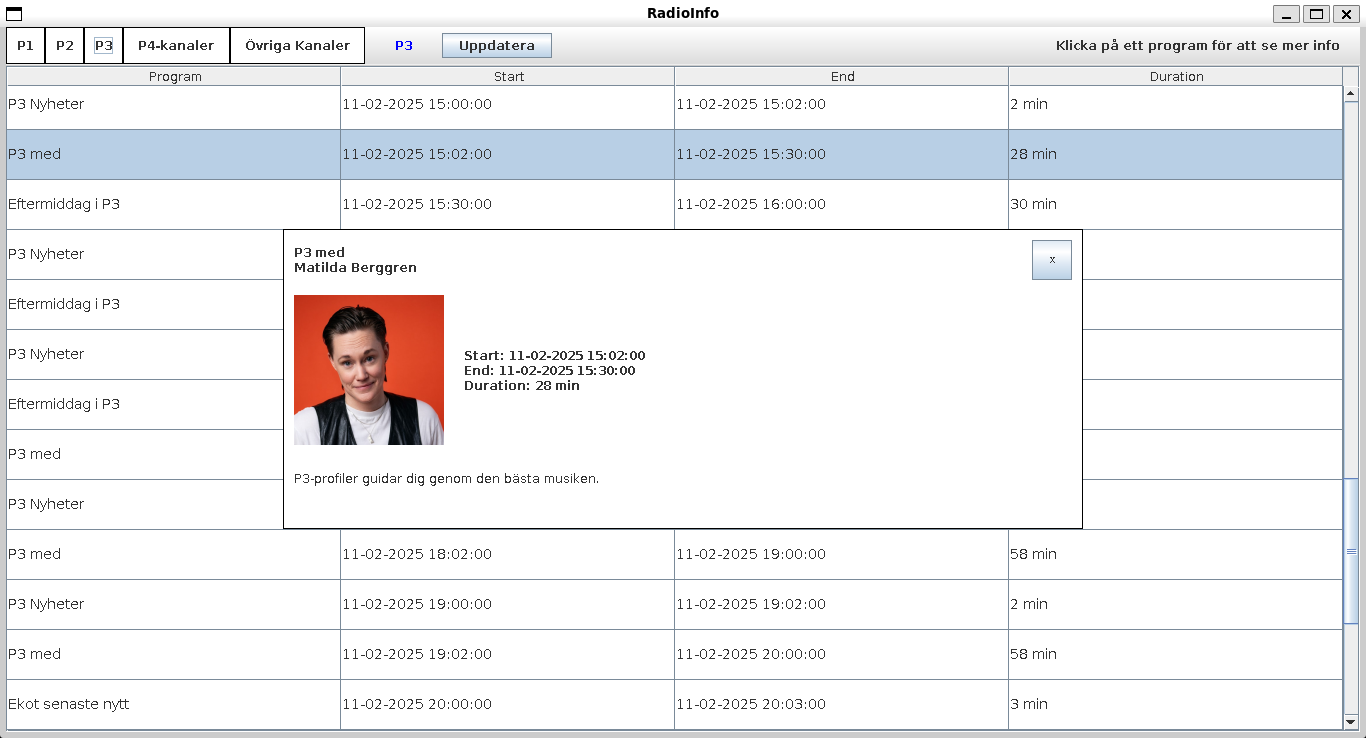 RadioInfo
P1 P2 P3 P4-kanaler Övriga Kanaler P3 Uppdatera Klicka på ett program för att se mer info
Program Start End Duration
P3 Nyheter 11-02-2025 15:00:00 11-02-2025 15:02:00 2 min
P3 med 11-02-2025 15:02:00 11-02-2025 15:30:00 28 min
Eftermiddag i P3 11-02-2025 15:30:00 11-02-2025 16:00:00 30 min
P3 Nyheter
Eftermiddag i P3
P3 Nyheter
Eftermiddag i P3
P3 med
P3 Nyheter
P3 med
Matilda Berggren
x
Start: 11-02-2025 15:02:00
End: 11-02-2025 15:30:00
Duration: 28 min
P3-profiler guidar dig genom den bästa musiken.
P3 med 11-02-2025 18:02:00 11-02-2025 19:00:00 58 min
P3 Nyheter 11-02-2025 19:00:00 11-02-2025 19:02:00 2 min
P3 med 11-02-2025 19:02:00 11-02-2025 20:00:00 58 min
Ekot senaste nytt 11-02-2025 20:00:00 11-02-2025 20:03:00 3 min